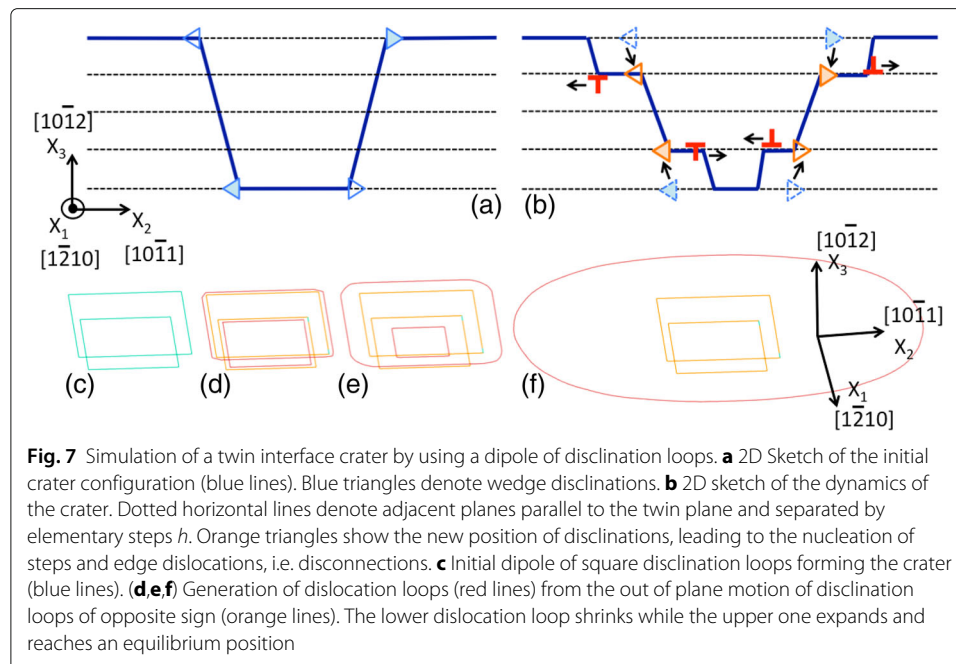 (a)
(b)
[101̄2]
X3
X1
X2
[12̄10]
[101̄1]
(c)
(d)
(e)
(f)
[101̄2]
X3
[101̄1]
X2
X1
[12̄10]
Fig. 7 Simulation of a twin interface crater by using a dipole of disclination loops. a 2D Sketch of the initial
crater configuration (blue lines). Blue triangles denote wedge disclinations. b 2D sketch of the dynamics of
the crater. Dotted horizontal lines denote adjacent planes parallel to the twin plane and separated by
elementary steps h. Orange triangles show the new position of disclinations, leading to the nucleation of
steps and edge dislocations, i.e. disconnections. c Initial dipole of square disclination loops forming the crater
(blue lines). (d,e,f) Generation of dislocation loops (red lines) from the out of plane motion of disclination
loops of opposite sign (orange lines). The lower dislocation loop shrinks while the upper one expands and
reaches an equilibrium position